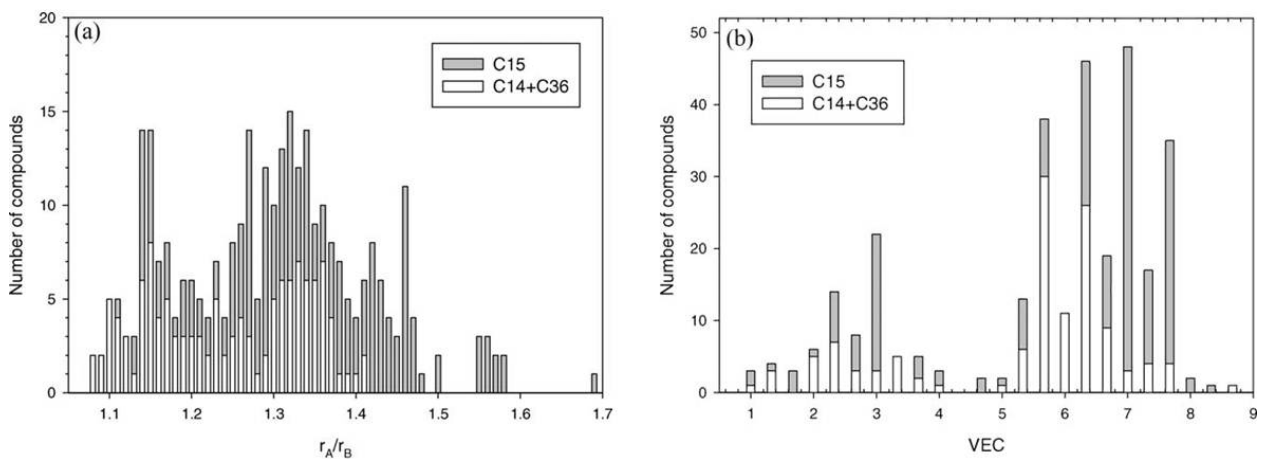 (a)
20
15
10
5
0
Number of compounds
C15
C14+C36
1.1 1.2 1.3 1.4 1.5 1.6 1.7
rA/rB
(b)
50
40
30
20
10
0
Number of compounds
C15
C14+C36
1 2 3 4 5 6 7 8 9
VEC